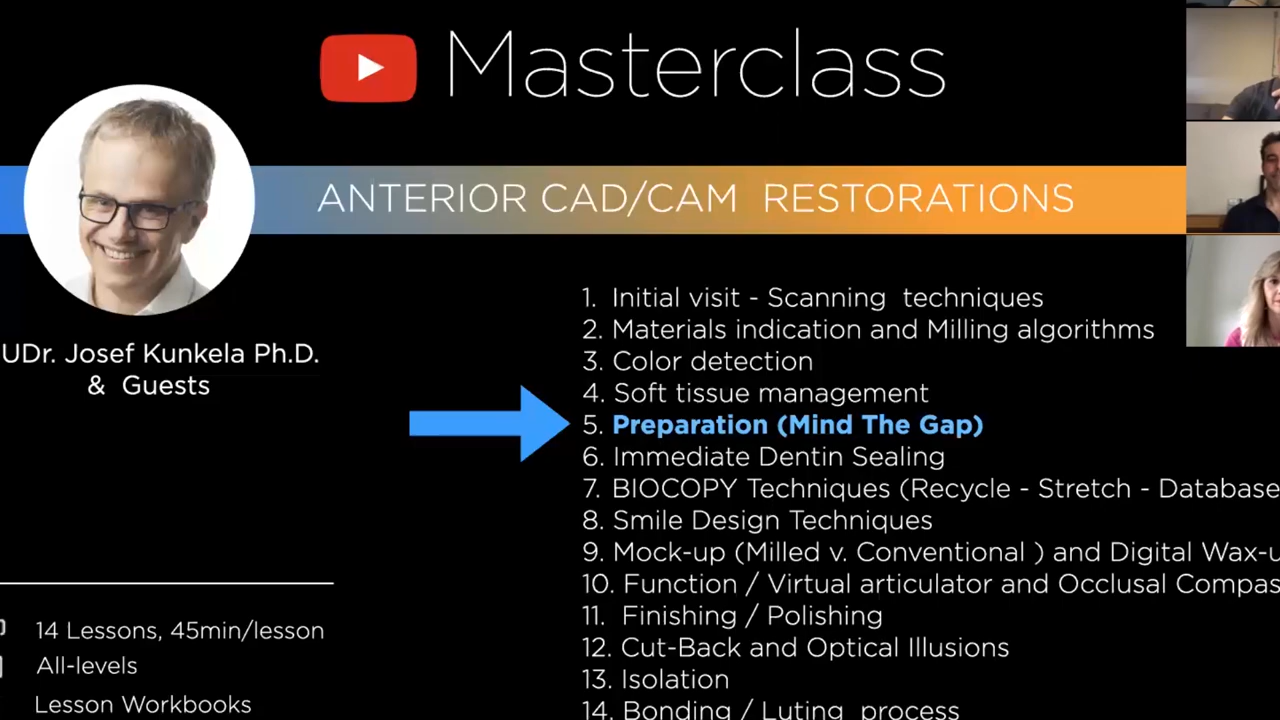 Masterclass
ANTERIOR CAD/CAM RESTORATIONS
UDr. Josef Kunkela Ph.D.
& Guests
1. Initial visit - Scanning techniques
2. Materials indication and Milling algorithms
3. Color detection
4. Soft tissue management
5. Preparation (Mind The Gap)
6. Immediate Dentin Sealing
7. BIOCOPY Techniques (Recycle - Stretch - Database
8. Smile Design Techniques
9. Mock-up (Milled v. Conventional ) and Digital Wax-u
10. Function / Virtual articulator and Occlusal Compas
11. Finishing / Polishing
12. Cut-Back and Optical Illusions
13. Isolation
14. Bonding / Luting process
14 Lessons, 45min/lesson
All-levels
Lesson Workbooks